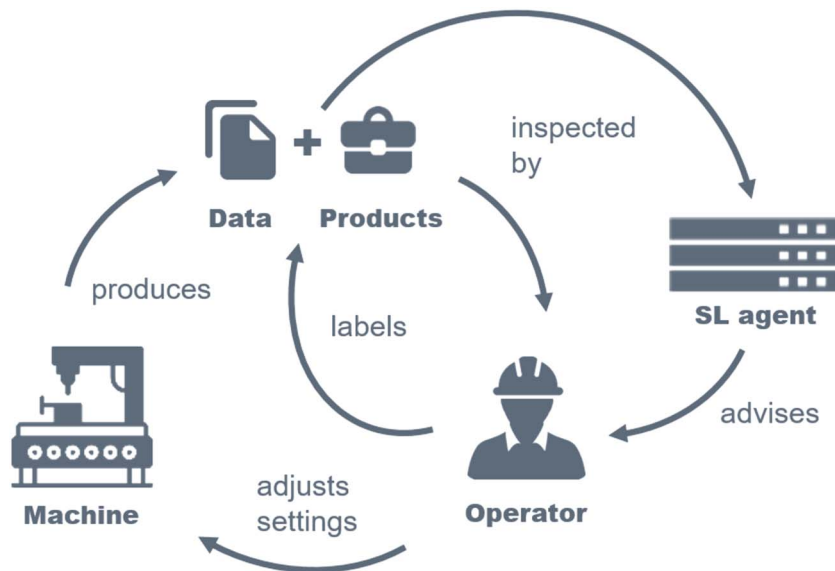 inspected
by
Data
Products
SL agent
produces
labels
advises
adjusts
settings
Machine
Operator